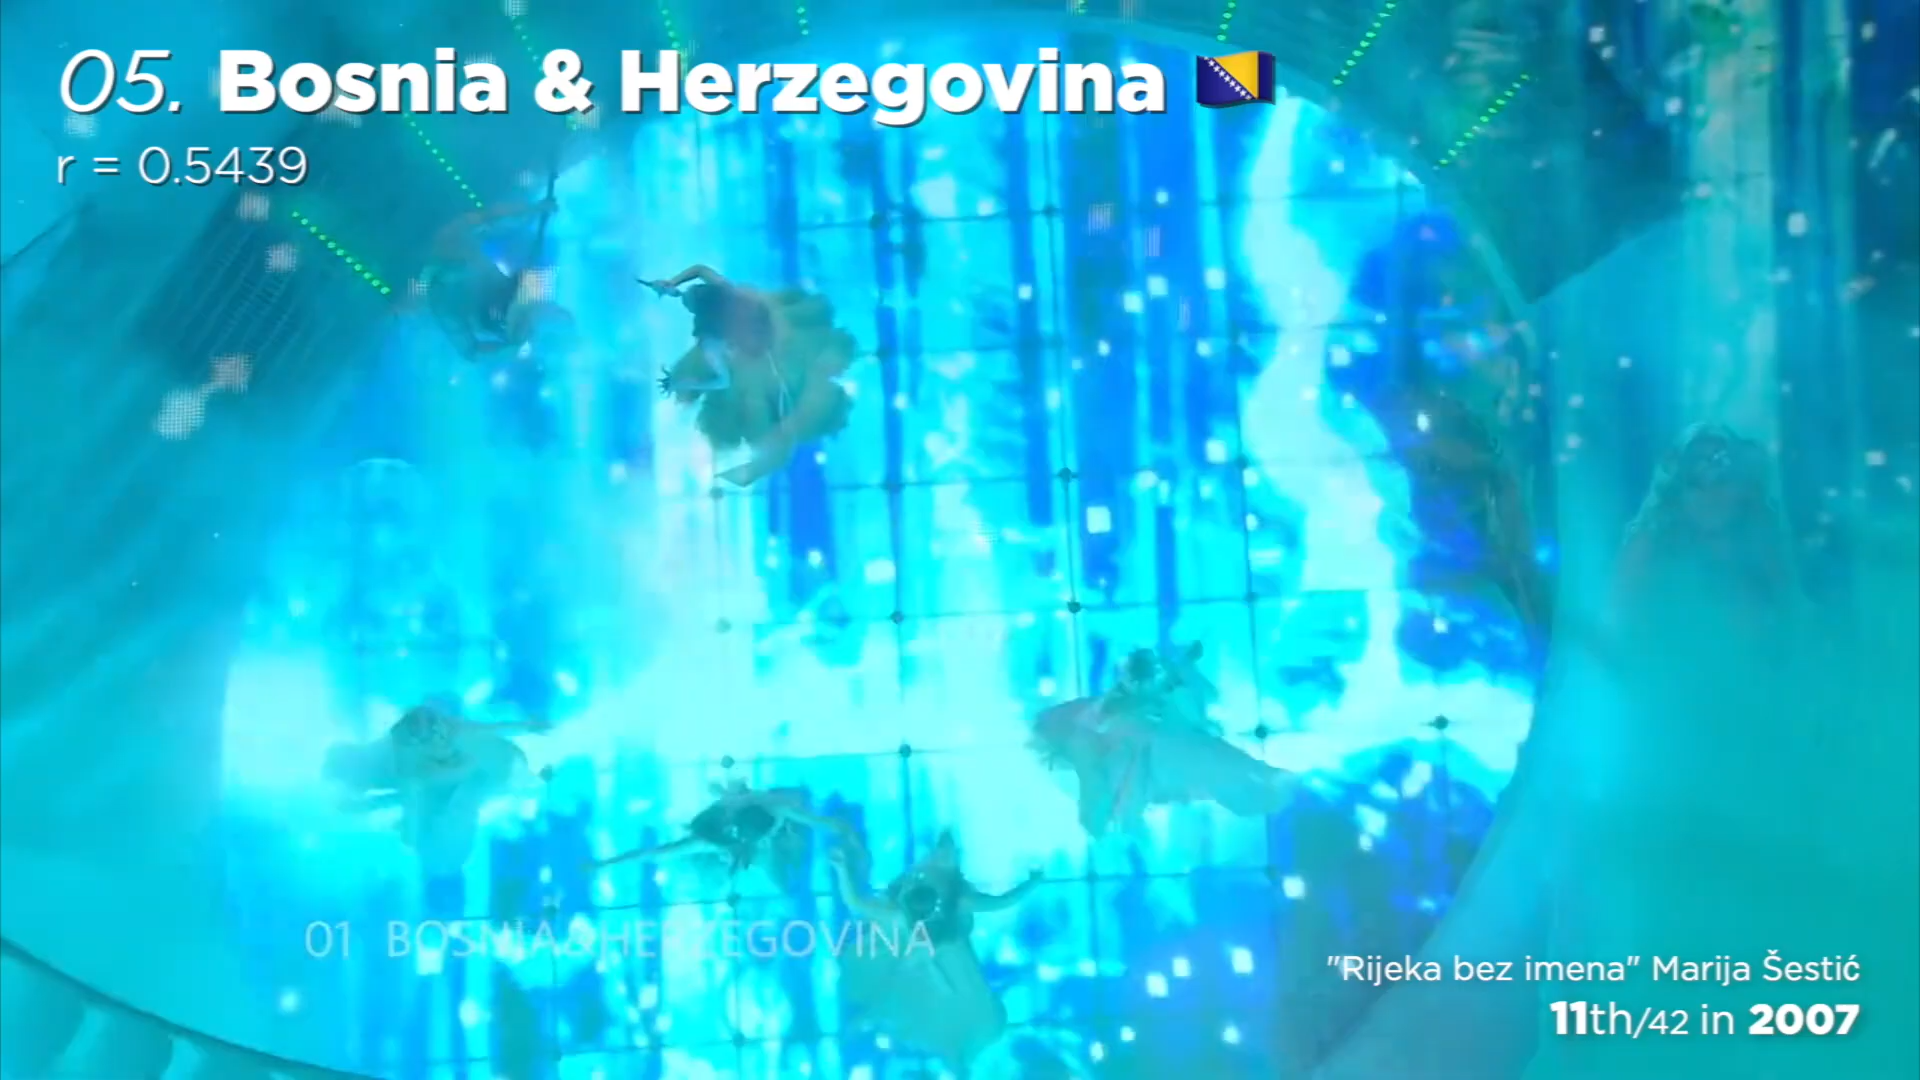 05. Bosnia & Herzegovina
r = 0.5439
01 BOSNIA&HERZEGOVINA
"Rijeka bez imena" Marija Šestić
11th/42 in 2007